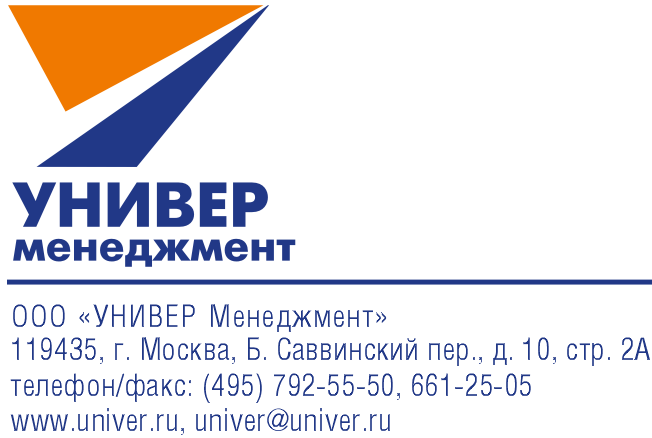 УНИВЕР
менеджмент
ООО «УНИВЕР Менеджмент»
119435, г. Москва, Б. Саввинский пер., д. 10, стр. 2А
телефон/факс: (495) 792-55-50, 661-25-05
www.univer.ru, univer@univer.ru